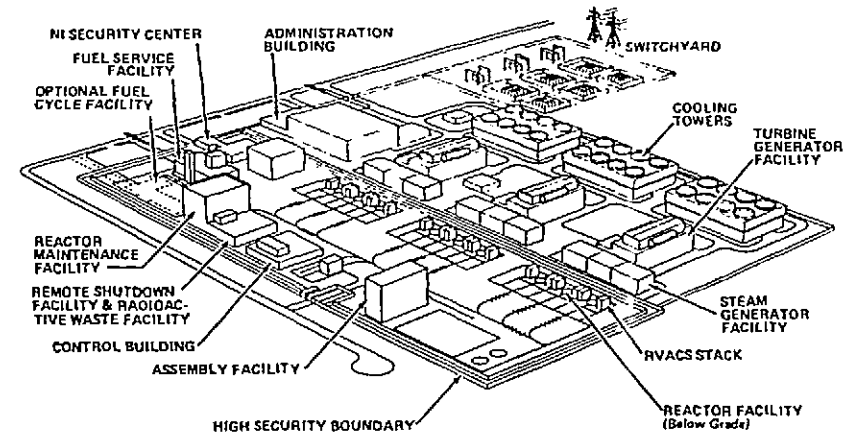 NI SECURITY CENTER
FUEL SERVICE
FACILITY
OPTIONAL FUEL
CYCLE FACILITY
ADMINISTRATION
BUILDING
SWITCHYARD
COOLING
TOWERS
TURBINE
GENERATOR
FACILITY
REACTOR
MAINTENANCE
FACILITY
REMOTE SHUTDOWN
FACILITY & RADIOAC-
TIVE WASTE FACILITY
CONTROL BUILDING
ASSEMBLY FACILITY
HIGH SECURITY BOUNDARY
STEAM
GENERATOR
FACILITY
RVACS STACK
REACTOR FACILITY
(Below Grade)